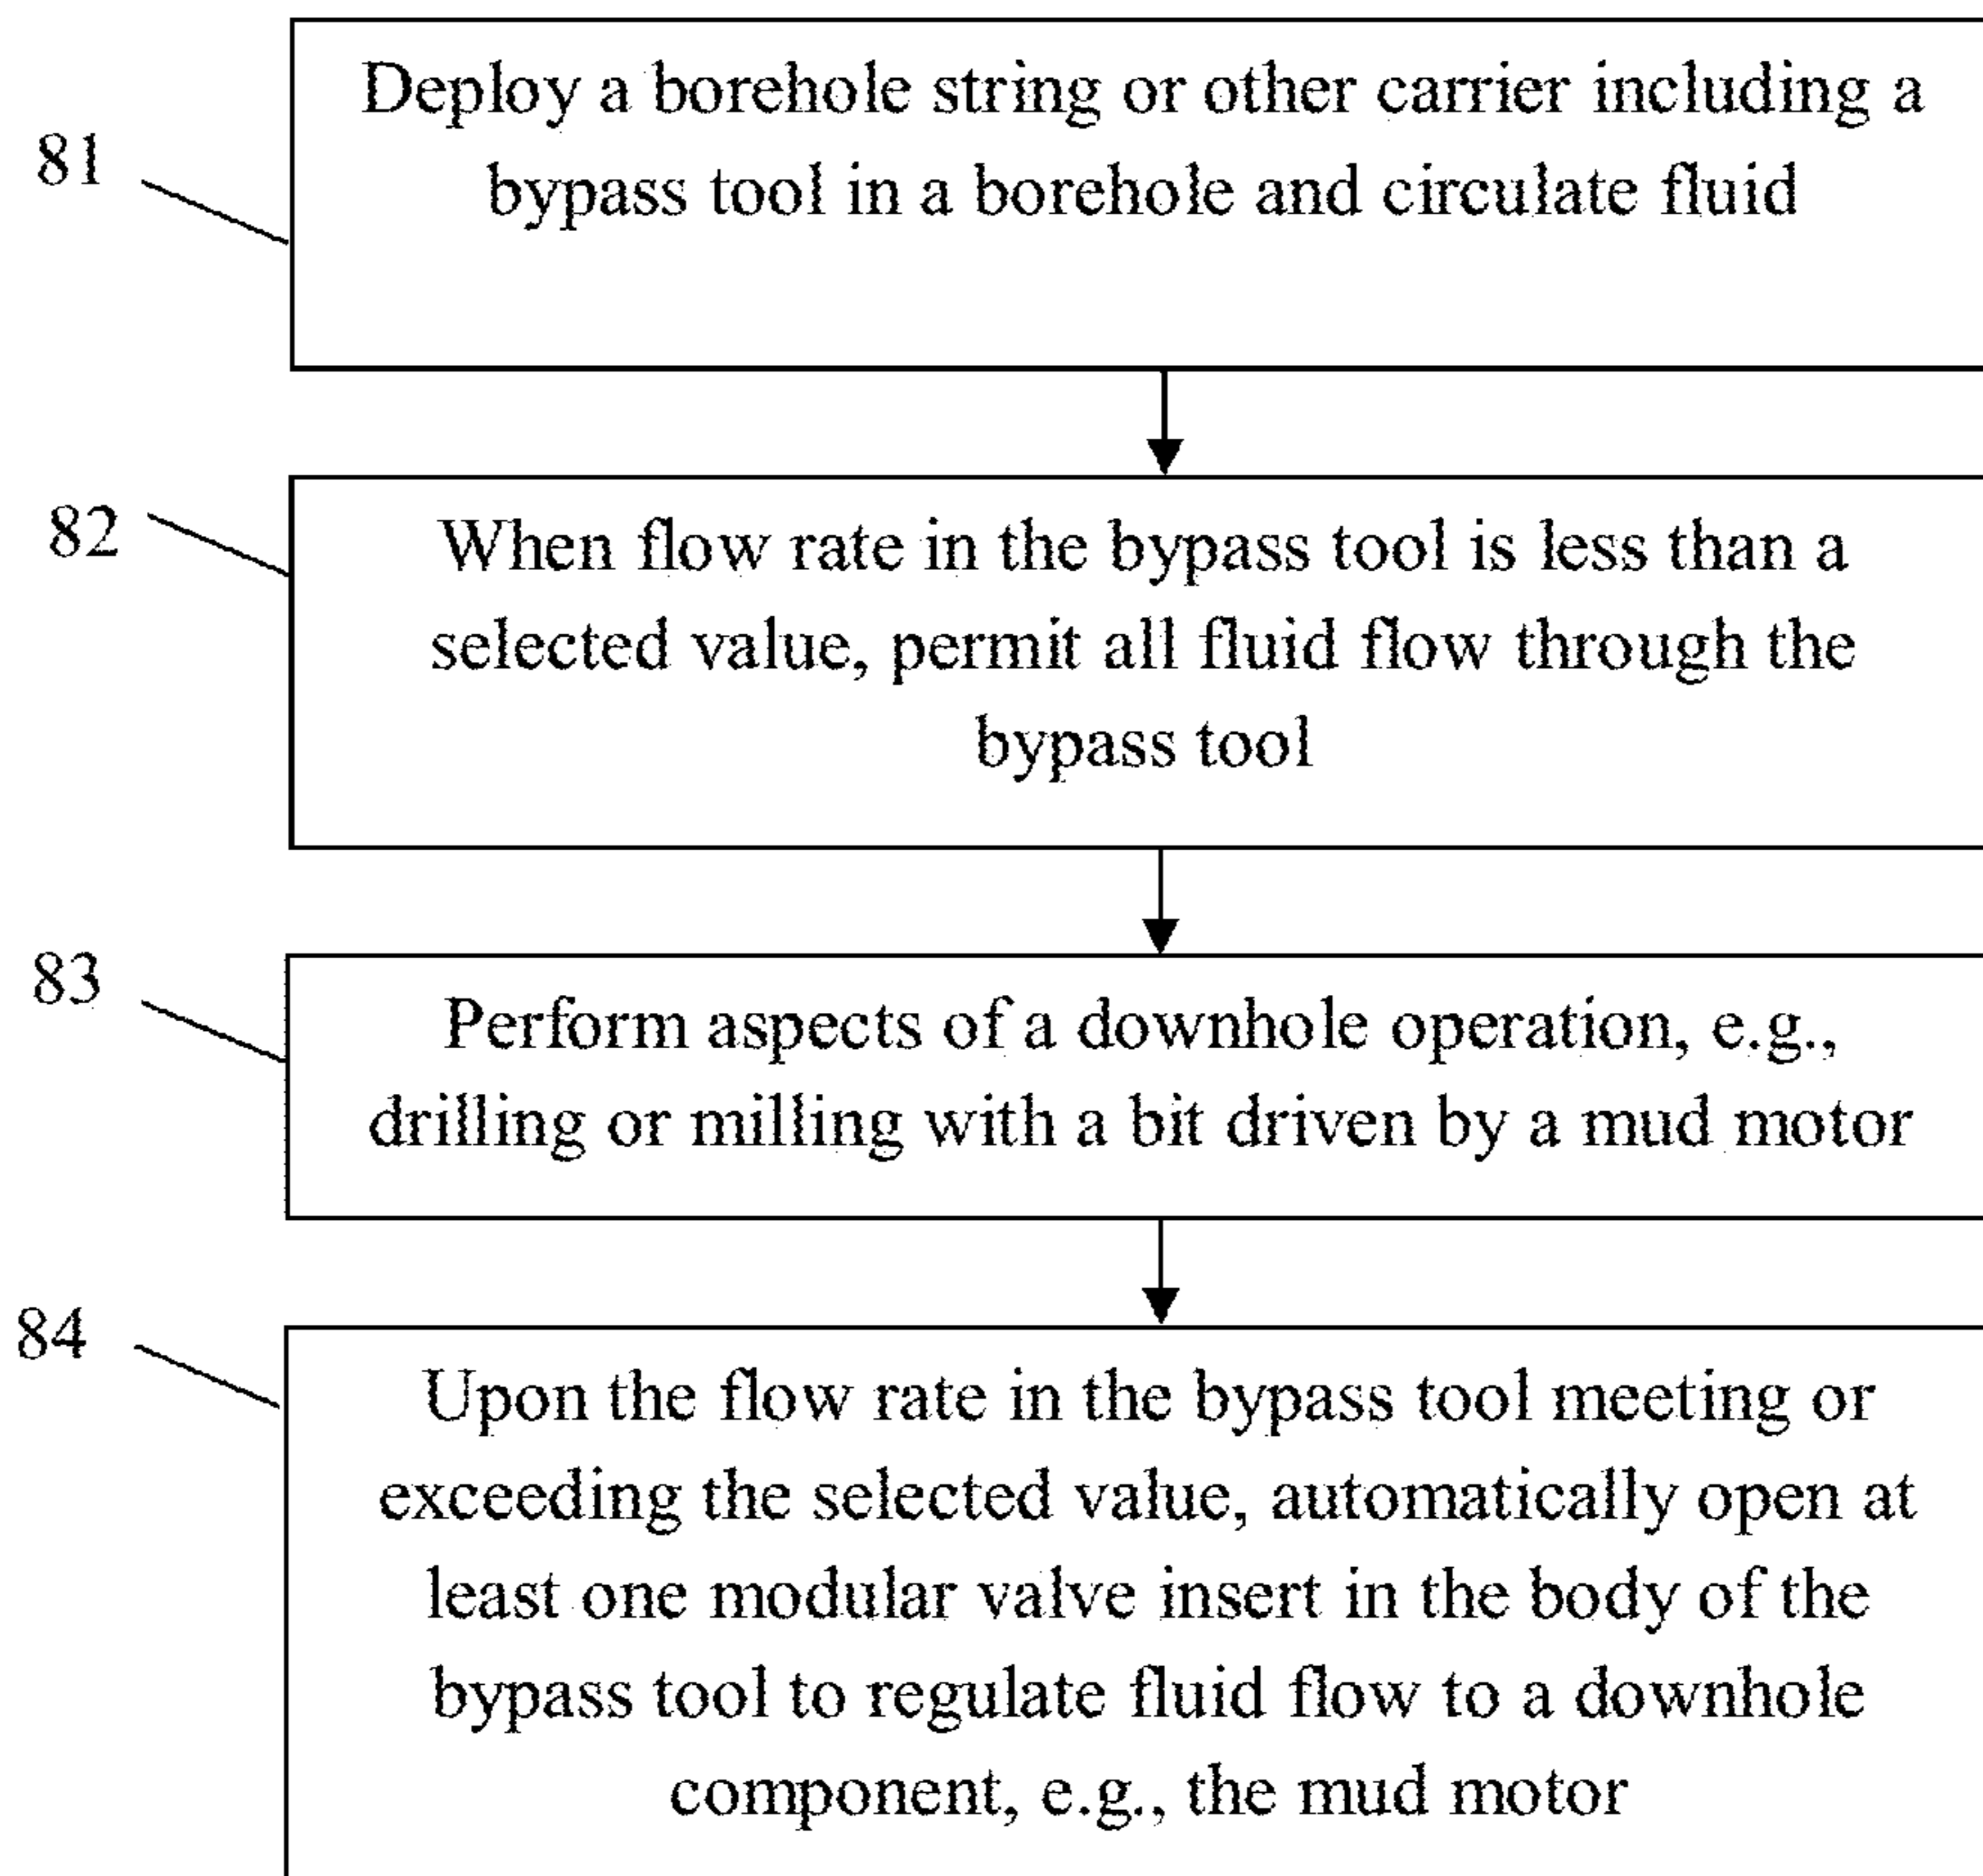 81
Deploy a borehole string or other carrier including a
bypass tool in a borehole and circulate fluid
82
When flow rate in the bypass tool is less than a
selected value, permit all fluid flow through the
bypass tool
83
Perform aspects of a downhole operation, e.g.,
drilling or milling with a bit driven by a mud motor
84
Upon the flow rate in the bypass tool meeting or
exceeding the selected value, automatically open at
least one modular valve insert in the body of the
bypass tool to regulate fluid flow to a downhole
component, e.g., the mud motor